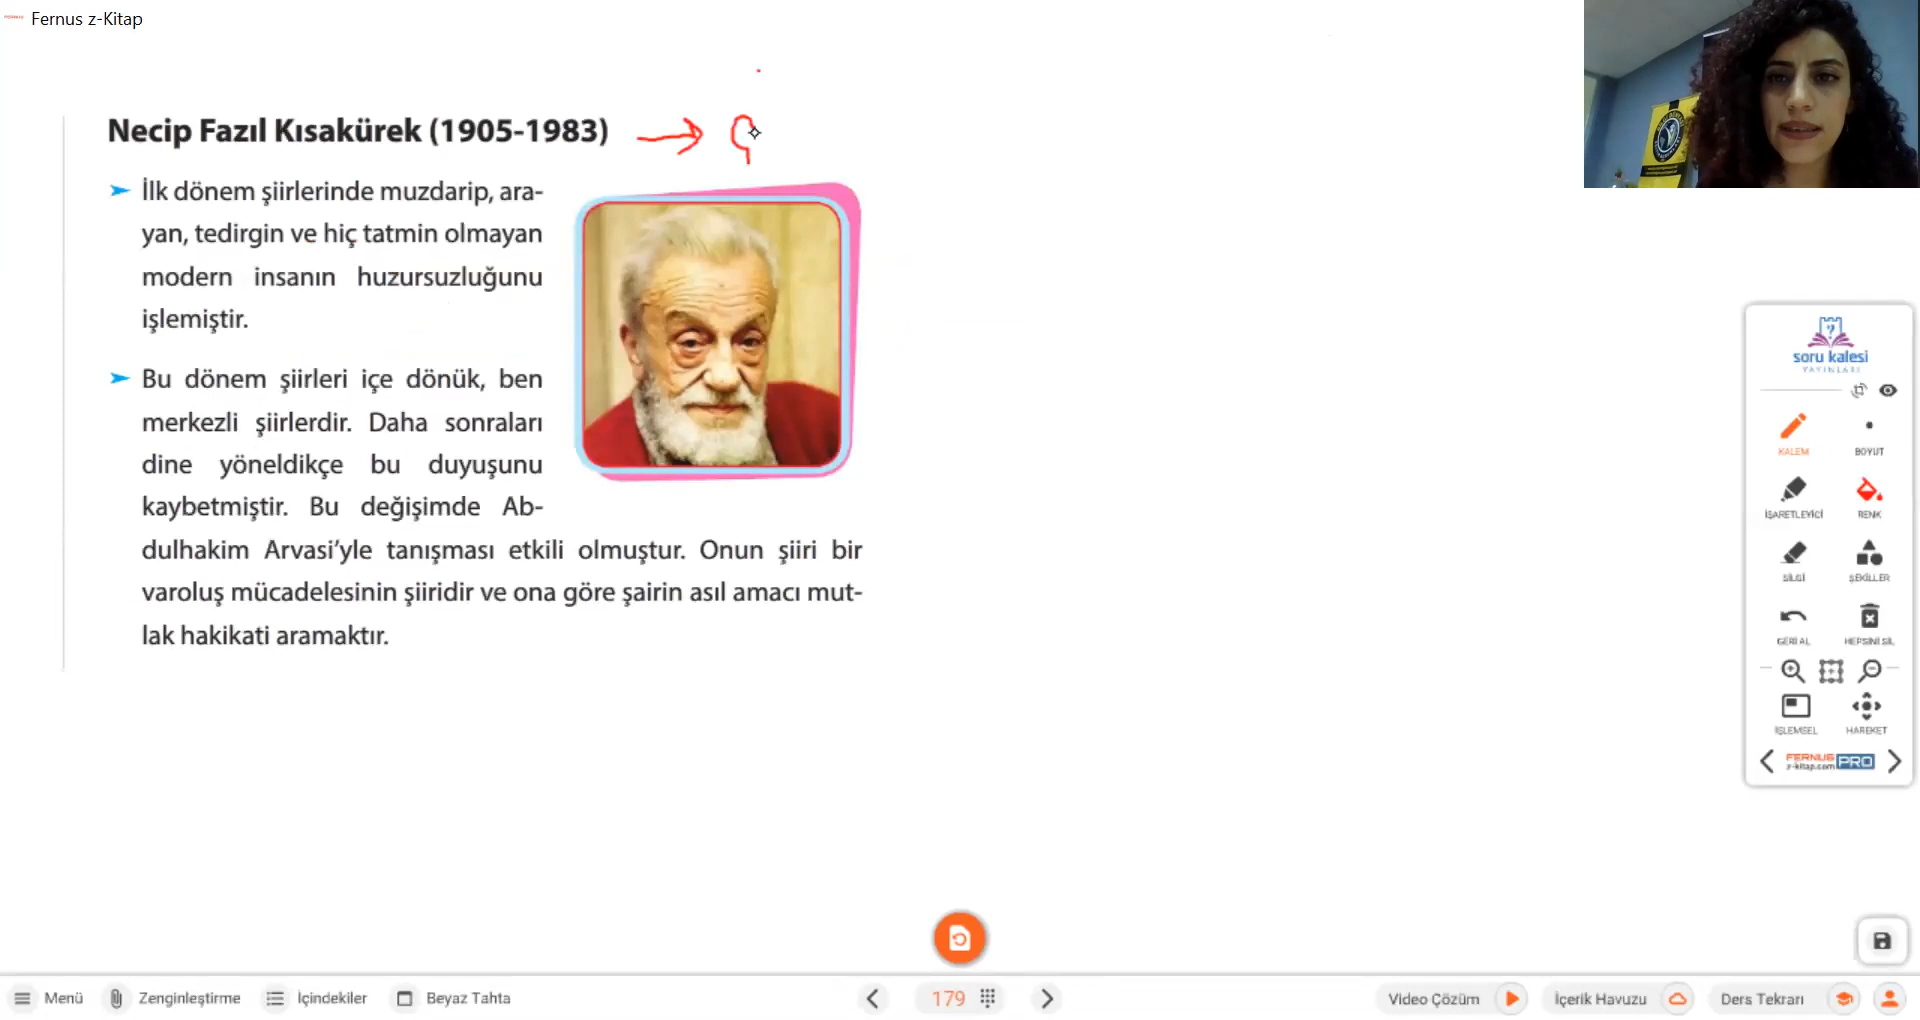 Fernus z-Kitap
Necip Fazıl Kısakürek (1905-1983)
➤ İlk dönem şiirlerinde muzdarip, ara-
yan, tedirgin ve hiç tatmin olmayan
modern insanın huzursuzluğunu
işlemiştir.
➤ Bu dönem şiirleri içe dönük, ben
merkezli şiirlerdir. Daha sonraları
dine yöneldikçe bu duyuşunu
kaybetmiştir. Bu değişimde Ab-
dulhakim Arvasi’yle tanışması etkili olmuştur. Onun şiiri bir
varoluş mücadelesinin şiiridir ve ona göre şairin asıl amacı mut-
lak hakikati aramaktır.
soru kalesi
YAYINLARI
KALEM BOYUT
İŞARETLEYİCİ RENK
SİLGİ ŞEKİLLER
GERİ AL HEPSİNİ SİL
İŞLEMSEL HAREKET
FERNUS
z-kitap.com PRO
Menü Zenginleştirme İçindekiler Beyaz Tahta 179 Video Çözüm İçerik Havuzu Ders Tekrarı